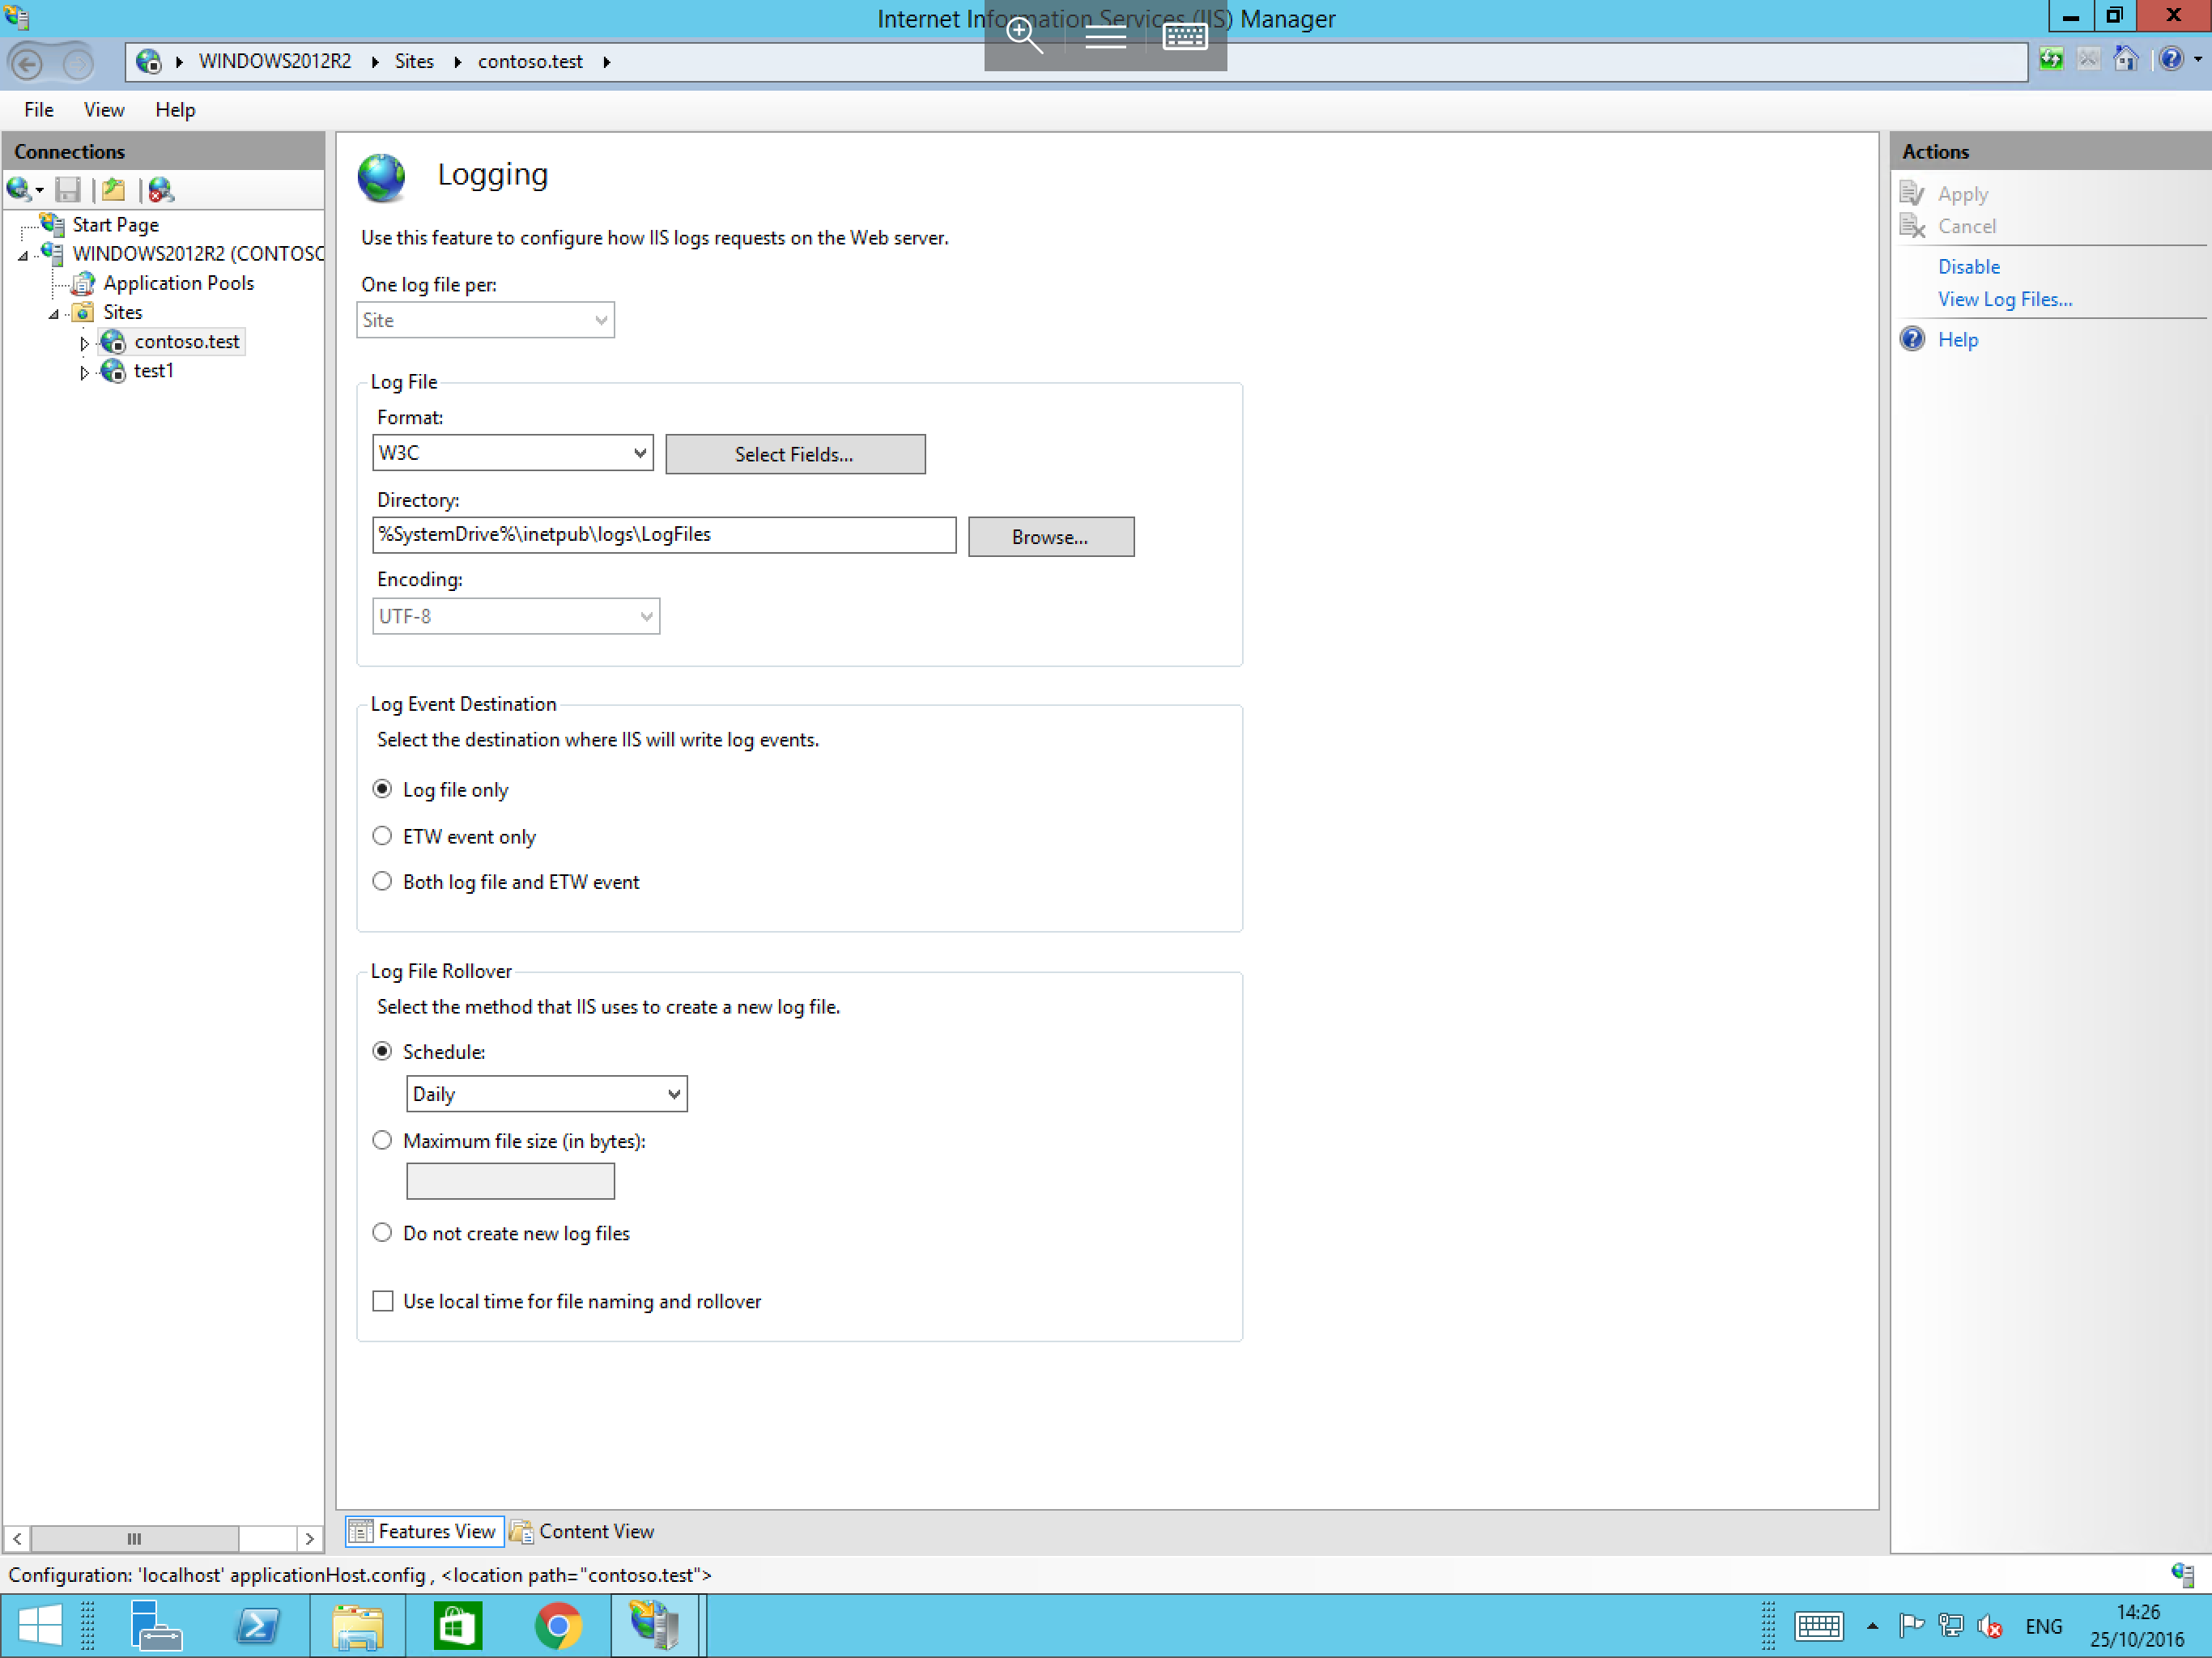 Internet Information Services (IIS) Manager
WINDOWS2012R2 Sites contoso.test
File View Help
Connections
Start Page
WINDOWS2012R2 (CONTOSO
Application Pools
Sites
contoso.test
test1
Logging
Use this feature to configure how IIS logs requests on the Web server.
One log file per:
Site
Log File
Format:
W3C
Select Fields...
Directory:
%SystemDrive%\inetpub\logs\LogFiles
Browse...
Encoding:
UTF-8
Log Event Destination
Select the destination where IIS will write log events.
Log file only
ETW event only
Both log file and ETW event
Log File Rollover
Select the method that IIS uses to create a new log file.
Schedule:
Daily
Maximum file size (in bytes):
Do not create new log files
Use local time for file naming and rollover
Features View
Content View
Actions
Apply
Cancel
Disable
View Log Files...
Help
Configuration: 'localhost' applicationHost.config , <location path="contoso.test">
ENG
14:26
25/10/2016